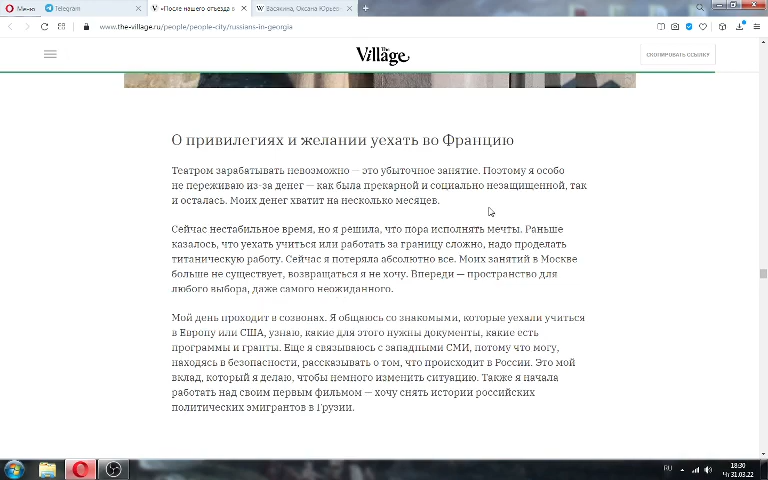 Меню
Telegram
«После нашего отъезда в
Васякина, Оксана Юрьев
www.the-village.ru/people/people-city/russians-in-georgia
The Village
СКОПИРОВАТЬ ССЫЛКУ
О привилегиях и желании уехать во Францию
Театром зарабатывать невозможно — это убыточное занятие. Поэтому я особо
не переживаю из-за денег — как была прекарной и социально незащищенной, так
и осталась. Моих денег хватит на несколько месяцев.
Сейчас нестабильное время, но я решила, что пора исполнять мечты. Раньше
казалось, что уехать учиться или работать за границу сложно, надо проделать
титаническую работу. Сейчас я потеряла абсолютно все. Моих занятий в Москве
больше не существует, возвращаться я не хочу. Впереди — пространство для
любого выбора, даже самого неожиданного.
Мой день проходит в созвонах. Я общаюсь со знакомыми, которые уехали учиться
в Европу или США, узнаю, какие для этого нужны документы, какие есть
программы и гранты. Еще я связываюсь с западными СМИ, потому что могу,
находясь в безопасности, рассказывать о том, что происходит в России. Это мой
вклад, который я делаю, чтобы немного изменить ситуацию. Также я начала
работать над своим первым фильмом — хочу снять истории российских
политических эмигрантов в Грузии.
RU
18:30
Чт 31.03.22